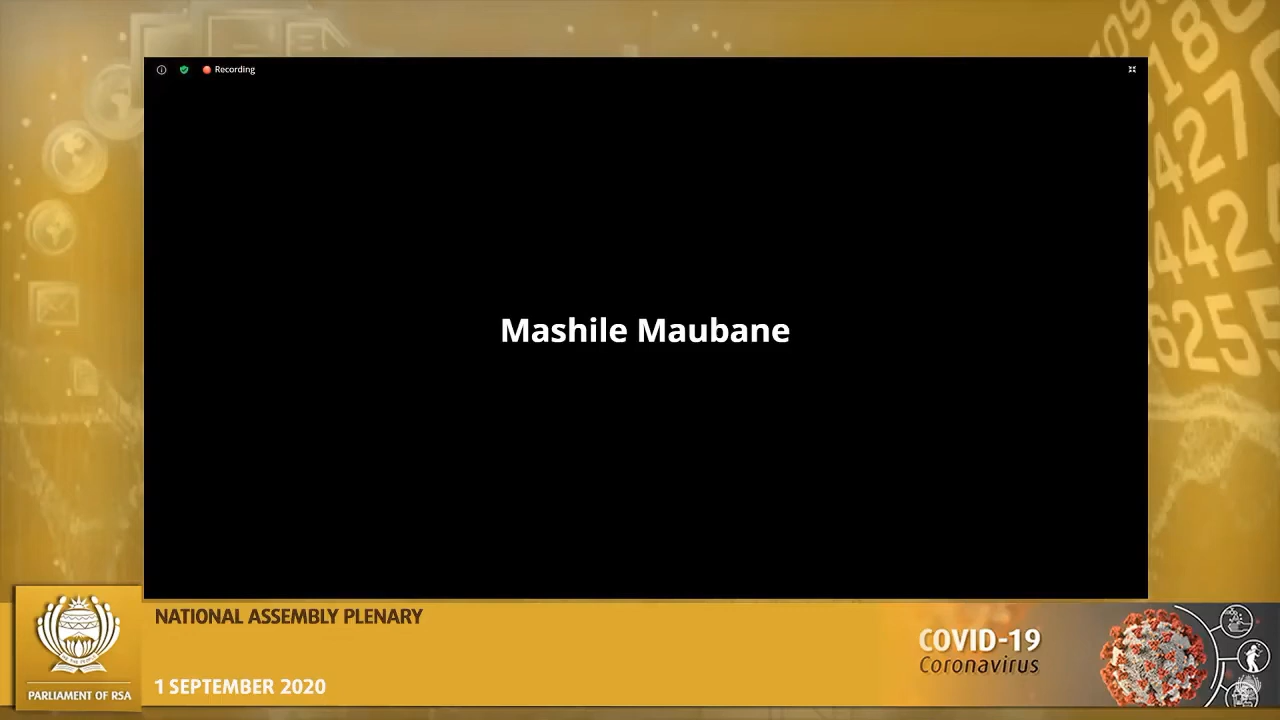 Recording
Mashile Maubane
NATIONAL ASSEMBLY PLENARY
1 SEPTEMBER 2020
PARLIAMENT OF RSA
COVID-19
Coronavirus